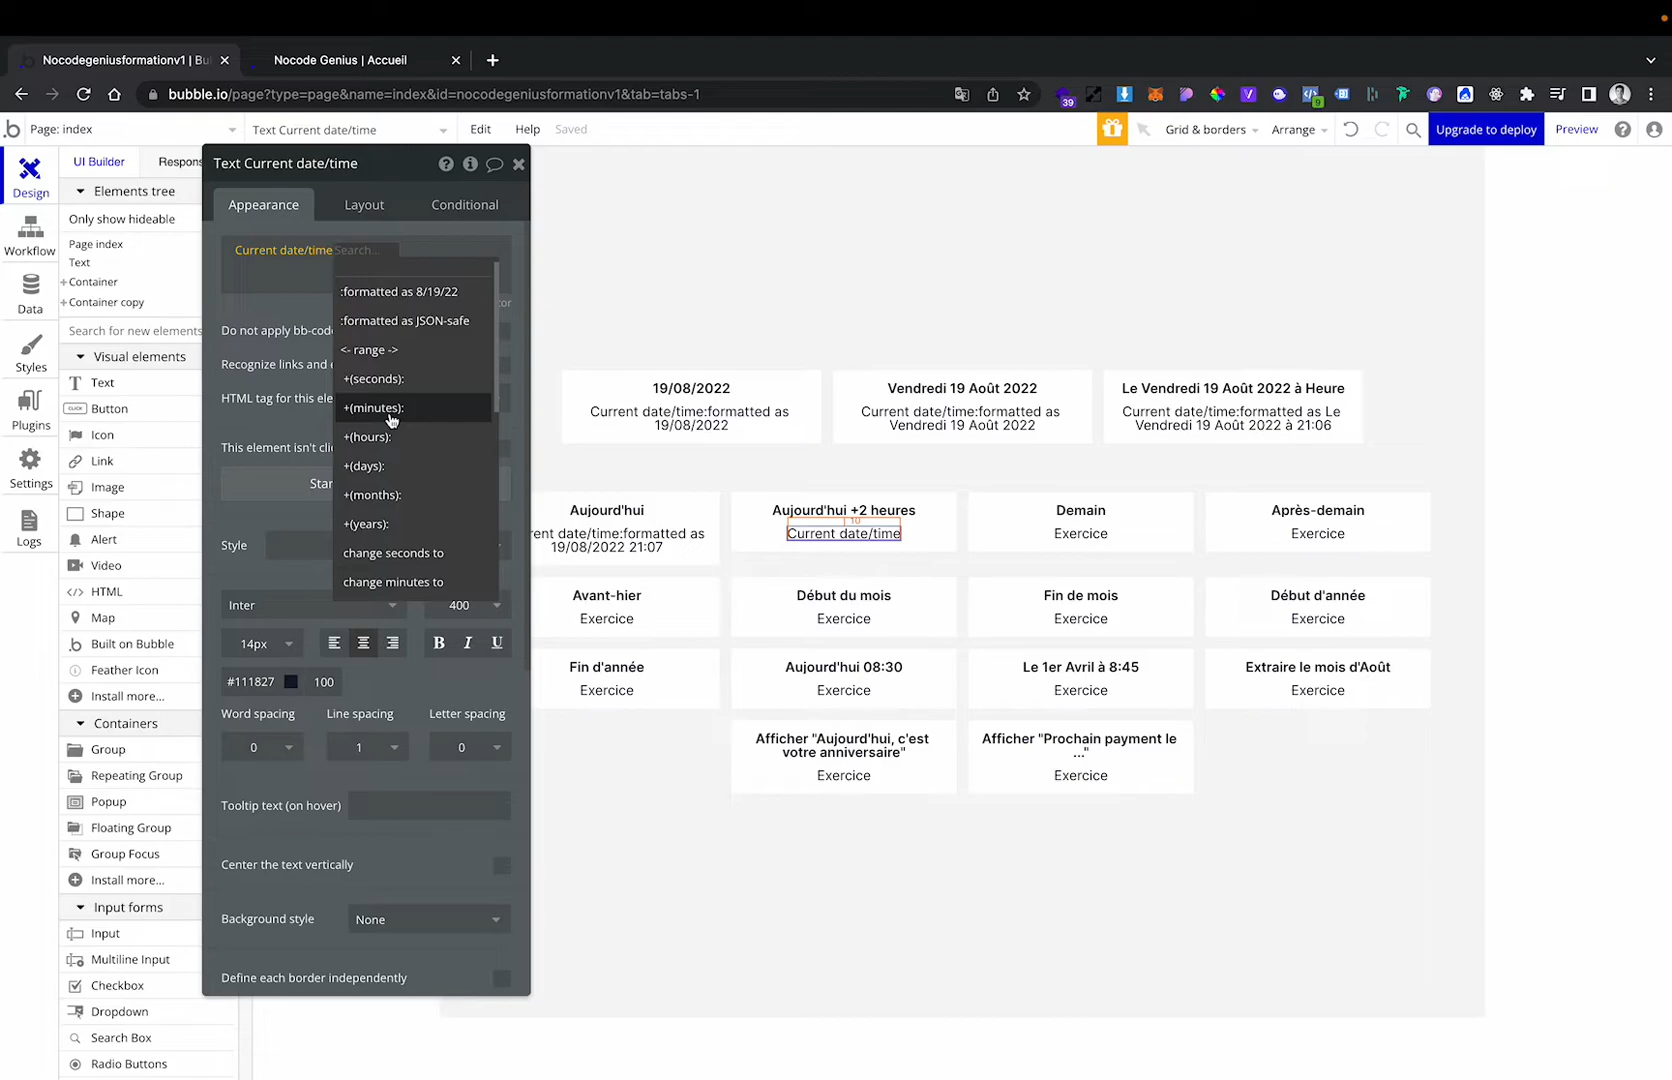 Nocodegeniusformationv1 | Bu
Nocode Genius | Accueil
bubble.io/page?type=page&name=index&id=nocodegeniusformationv1&tab=tabs-1
39
9
Page: index
Text Current date/time
Edit
Help
Saved
Grid & borders
Arrange
Upgrade to deploy
Preview
Design
Workflow
Data
Styles
Plugins
Settings
Logs
UI Builder
Respon
Elements tree
Only show hideable
Page index
Text
Container
Container copy
Search for new elements
Visual elements
Text
CLICK
Button
Icon
Link
Image
Shape
Alert
Video
HTML
Map
Built on Bubble
Feather Icon
Install more...
Containers
Group
Repeating Group
Popup
Floating Group
Group Focus
Install more...
Input forms
Input
Multiline Input
Checkbox
Dropdown
Search Box
Radio Buttons
Text Current date/time
Appearance
Layout
Conditional
Current date/time
Search...
:formatted as 8/19/22
:formatted as JSON-safe
<- range ->
+(seconds):
+(minutes):
+(hours):
+(days):
+(months):
+(years):
change seconds to
change minutes to
tor
Do not apply bb-code
Recognize links and e
HTML tag for this ele
This element isn't cli
Star
Style
Inter
400
14px
B I U
#111827
100
Word spacing
Line spacing
Letter spacing
0
1
0
Tooltip text (on hover)
Center the text vertically
Background style
None
Define each border independently
19/08/2022
Current date/time:formatted as
19/08/2022
Vendredi 19 Août 2022
Current date/time:formatted as
Vendredi 19 Août 2022
Le Vendredi 19 Août 2022 à Heure
Current date/time:formatted as Le
Vendredi 19 Août 2022 à 21:06
Aujourd'hui
rent date/time:formatted as
19/08/2022 21:07
Aujourd'hui +2 heures
10
Current date/time
Demain
Exercice
Après-demain
Exercice
Avant-hier
Exercice
Début du mois
Exercice
Fin de mois
Exercice
Début d'année
Exercice
Fin d'année
Exercice
Aujourd'hui 08:30
Exercice
Le 1er Avril à 8:45
Exercice
Extraire le mois d'Août
Exercice
Afficher "Aujourd'hui, c'est
votre anniversaire"
Exercice
Afficher "Prochain payment le
..."
Exercice